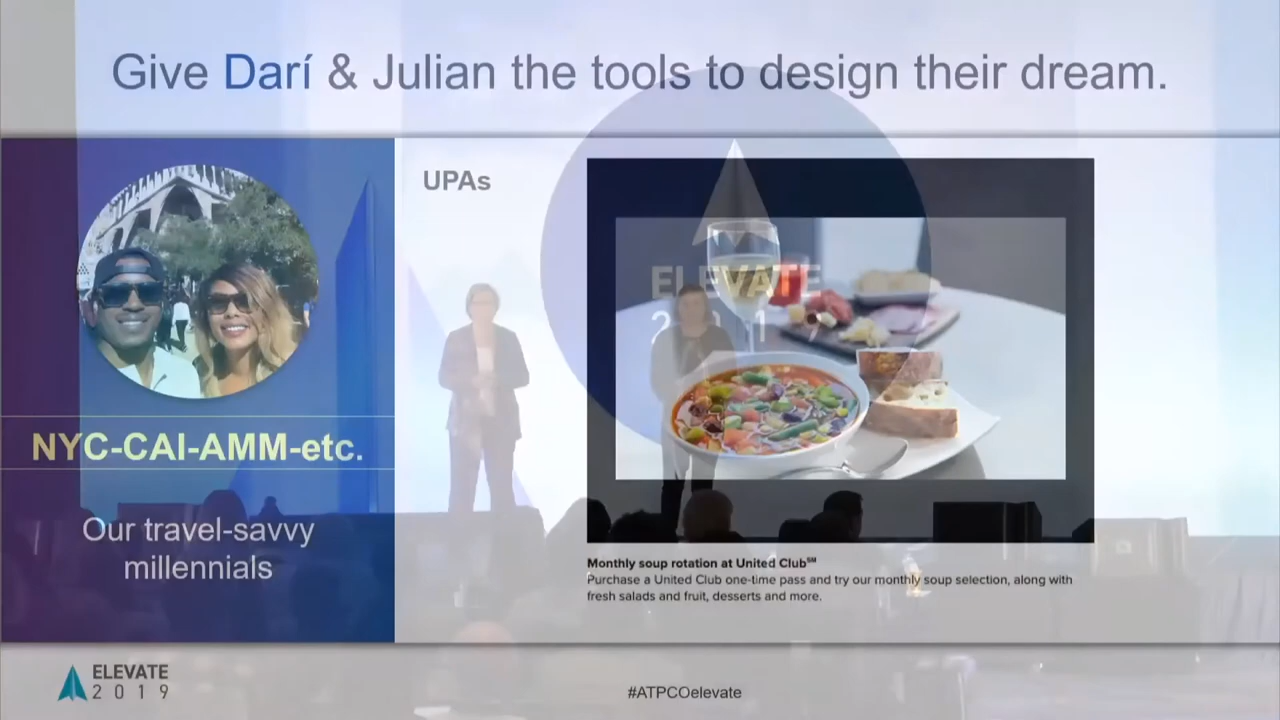 Give Darí & Julian the tools to design their dream.
UPAs
ELEVATE
2019
NYC-CAI-AMM-etc.
Our travel-savvy
millennials
Monthly soup rotation at United Club℠
Purchase a United Club one-time pass and try our monthly soup selection, along with
fresh salads and fruit, desserts and more.
ELEVATE
2019
#ATPCOelevate